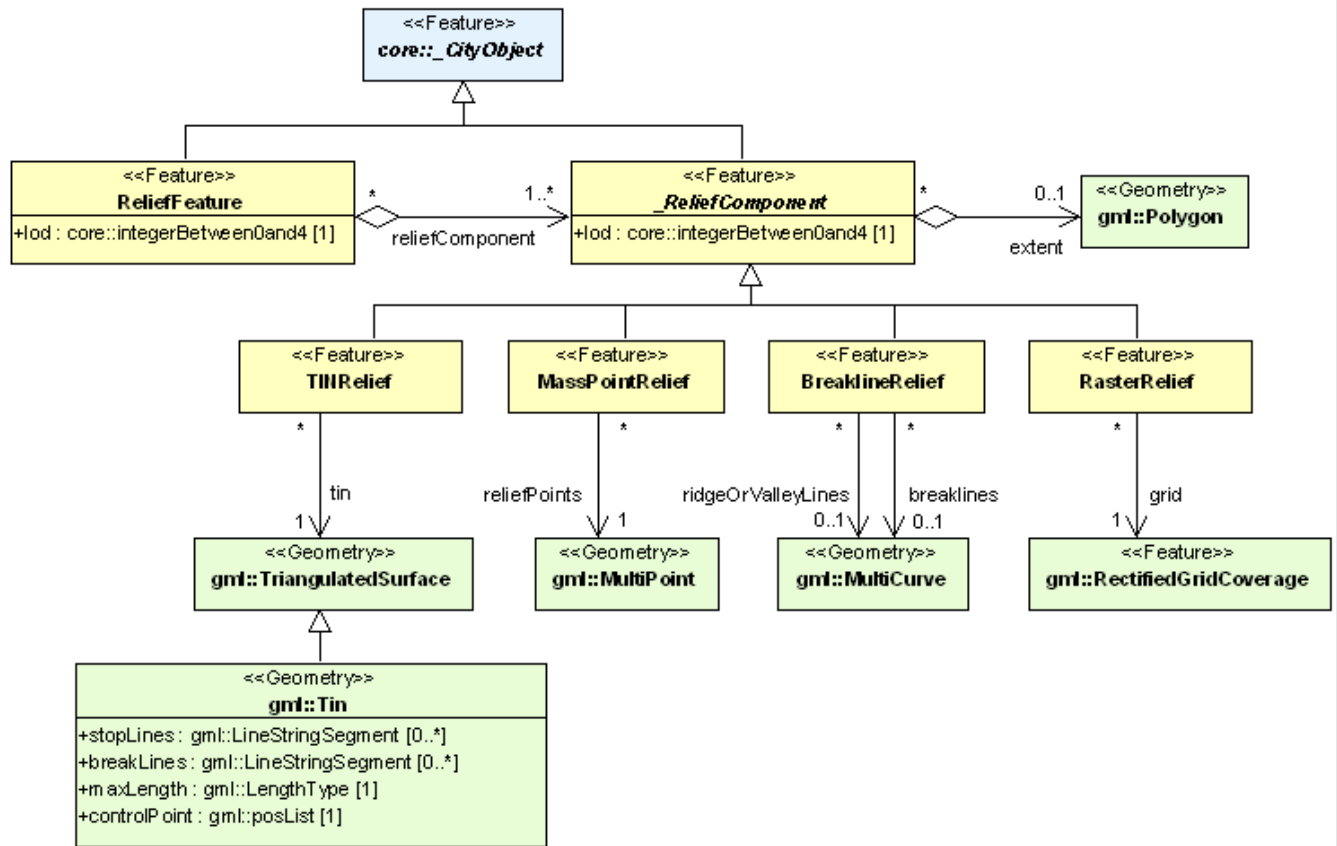 <<Feature>>
core::_CityObject
<<Feature>>
ReliefFeature
+lod : core::integerBetween0and4 [1]
*
1..*
reliefComponent
<<Feature>>
_ReliefComponent
+lod : core::integerBetween0and4 [1]
*
0..1
extent
<<Geometry>>
gml::Polygon
<<Feature>>
TINRelief
<<Feature>>
MassPointRelief
<<Feature>>
BreaklineRelief
<<Feature>>
RasterRelief
*
tin
1
*
reliefPoints
1
*
ridgeOrValleyLines
0..1
*
breaklines
0..1
*
grid
1
<<Geometry>>
gml::TriangulatedSurface
<<Geometry>>
gml::MultiPoint
<<Geometry>>
gml::MultiCurve
<<Feature>>
gml::RectifiedGridCoverage
<<Geometry>>
gml::Tin
+stopLines : gml::LineStringSegment [0..*]
+breakLines : gml::LineStringSegment [0..*]
+maxLength : gml::LengthType [1]
+controlPoint : gml::posList [1]